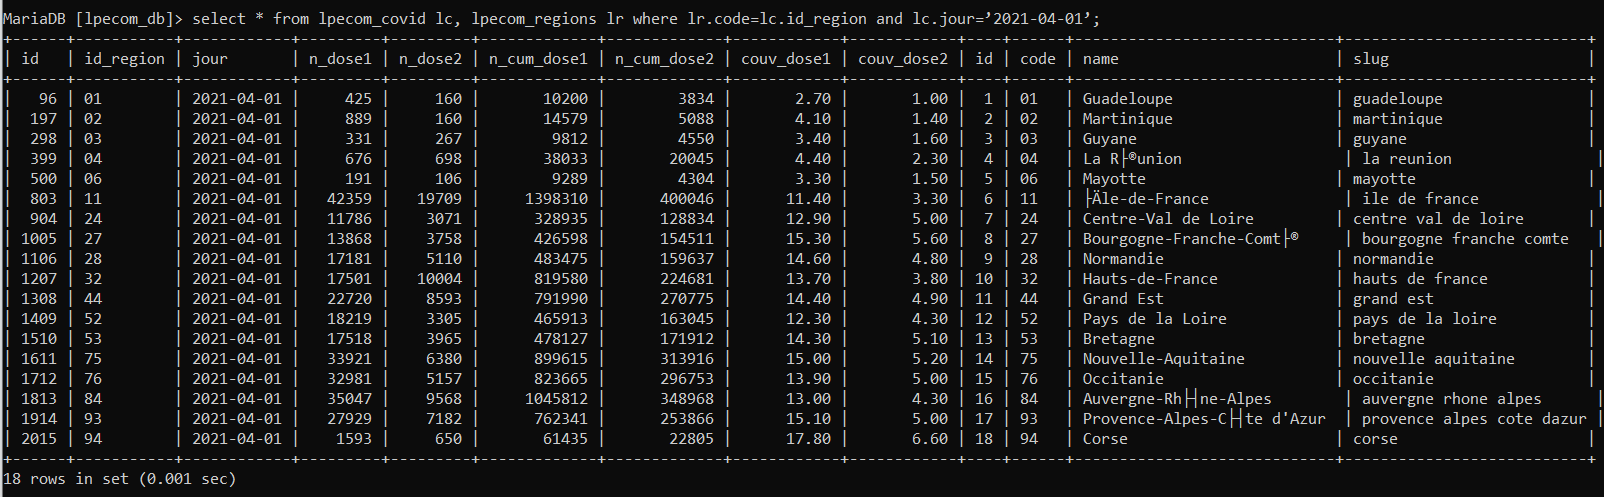 MariaDB [lpecom_db]> select * from lpecom_covid lc, lpecom_regions lr where lr.code=lc.id_region and lc.jour=’2021-04-01’;
+------+-----------+------------+---------+---------+-------------+-------------+------------+------------+----+------+----------------------------+---------------------------+
| id | id_region | jour | n_dose1 | n_dose2 | n_cum_dose1 | n_cum_dose2 | couv_dose1 | couv_dose2 | id | code | name | slug |
+------+-----------+------------+---------+---------+-------------+-------------+------------+------------+----+------+----------------------------+---------------------------+
| 96 | 01 | 2021-04-01 | 425 | 160 | 10200 | 3834 | 2.70 | 1.00 | 1 | 01 | Guadeloupe | guadeloupe |
| 197 | 02 | 2021-04-01 | 889 | 160 | 14579 | 5088 | 4.10 | 1.40 | 2 | 02 | Martinique | martinique |
| 298 | 03 | 2021-04-01 | 331 | 267 | 9812 | 4550 | 3.40 | 1.60 | 3 | 03 | Guyane | guyane |
| 399 | 04 | 2021-04-01 | 676 | 698 | 38033 | 20045 | 4.40 | 2.30 | 4 | 04 | La R├®union | la reunion |
| 500 | 06 | 2021-04-01 | 191 | 106 | 9289 | 4304 | 3.30 | 1.50 | 5 | 06 | Mayotte | mayotte |
| 803 | 11 | 2021-04-01 | 42359 | 19709 | 1398310 | 400046 | 11.40 | 3.30 | 6 | 11 | ├Äle-de-France | ile de france |
| 904 | 24 | 2021-04-01 | 11786 | 3071 | 328935 | 128834 | 12.90 | 5.00 | 7 | 24 | Centre-Val de Loire | centre val de loire |
| 1005 | 27 | 2021-04-01 | 13868 | 3758 | 426598 | 154511 | 15.30 | 5.60 | 8 | 27 | Bourgogne-Franche-Comt├® | bourgogne franche comte |
| 1106 | 28 | 2021-04-01 | 17181 | 5110 | 483475 | 159637 | 14.60 | 4.80 | 9 | 28 | Normandie | normandie |
| 1207 | 32 | 2021-04-01 | 17501 | 10004 | 819580 | 224681 | 13.70 | 3.80 | 10 | 32 | Hauts-de-France | hauts de france |
| 1308 | 44 | 2021-04-01 | 22720 | 8593 | 791990 | 270775 | 14.40 | 4.90 | 11 | 44 | Grand Est | grand est |
| 1409 | 52 | 2021-04-01 | 18219 | 3305 | 465913 | 163045 | 12.30 | 4.30 | 12 | 52 | Pays de la Loire | pays de la loire |
| 1510 | 53 | 2021-04-01 | 17518 | 3965 | 478127 | 171912 | 14.30 | 5.10 | 13 | 53 | Bretagne | bretagne |
| 1611 | 75 | 2021-04-01 | 33921 | 6380 | 899615 | 313916 | 15.00 | 5.20 | 14 | 75 | Nouvelle-Aquitaine | nouvelle aquitaine |
| 1712 | 76 | 2021-04-01 | 32981 | 5157 | 823665 | 296753 | 13.90 | 5.00 | 15 | 76 | Occitanie | occitanie |
| 1813 | 84 | 2021-04-01 | 35047 | 9568 | 1045812 | 348968 | 13.00 | 4.30 | 16 | 84 | Auvergne-Rh├┤ne-Alpes | auvergne rhone alpes |
| 1914 | 93 | 2021-04-01 | 27929 | 7182 | 762341 | 253866 | 15.10 | 5.00 | 17 | 93 | Provence-Alpes-C├┤te d'Azur | provence alpes cote dazur |
| 2015 | 94 | 2021-04-01 | 1593 | 650 | 61435 | 22805 | 17.80 | 6.60 | 18 | 94 | Corse | corse |
+------+-----------+------------+---------+---------+-------------+-------------+------------+------------+----+------+----------------------------+---------------------------+
18 rows in set (0.001 sec)